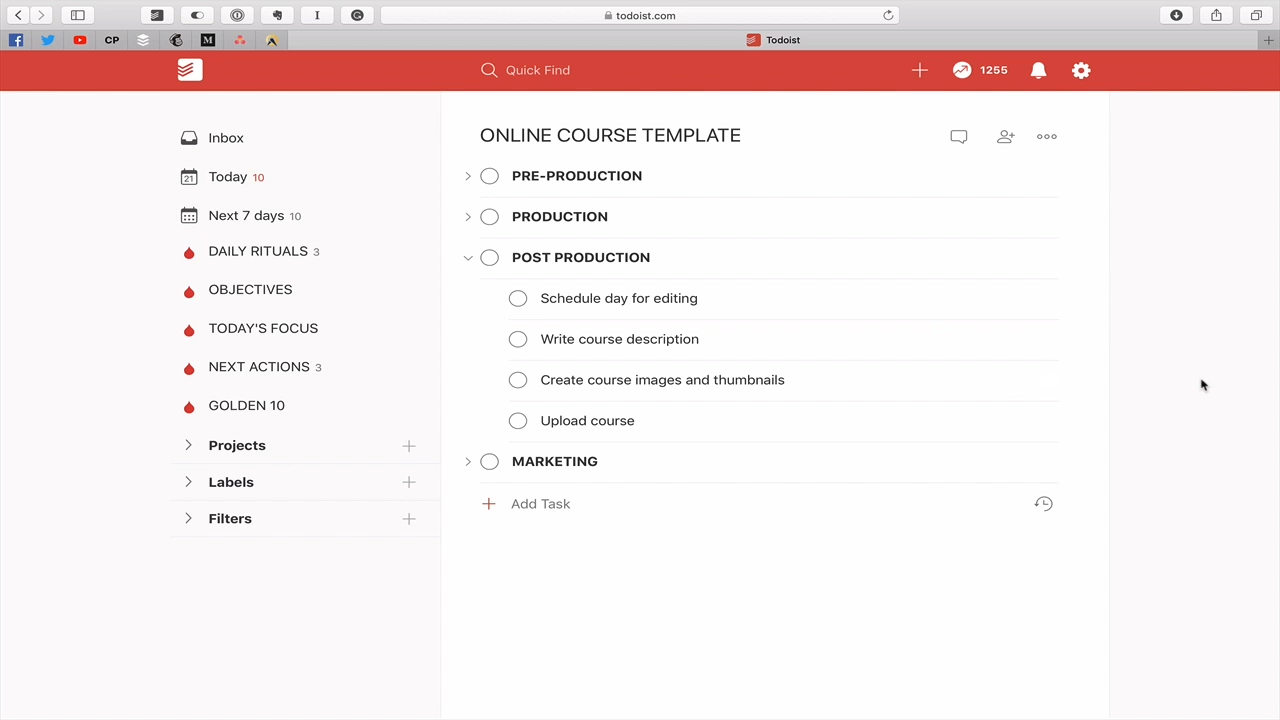 todoist.com
CP
M
Todoist
Quick Find
1255
Inbox
21 Today 10
Next 7 days 10
DAILY RITUALS 3
OBJECTIVES
TODAY'S FOCUS
NEXT ACTIONS 3
GOLDEN 10
Projects
Labels
Filters
ONLINE COURSE TEMPLATE
PRE-PRODUCTION
PRODUCTION
POST PRODUCTION
Schedule day for editing
Write course description
Create course images and thumbnails
Upload course
MARKETING
Add Task